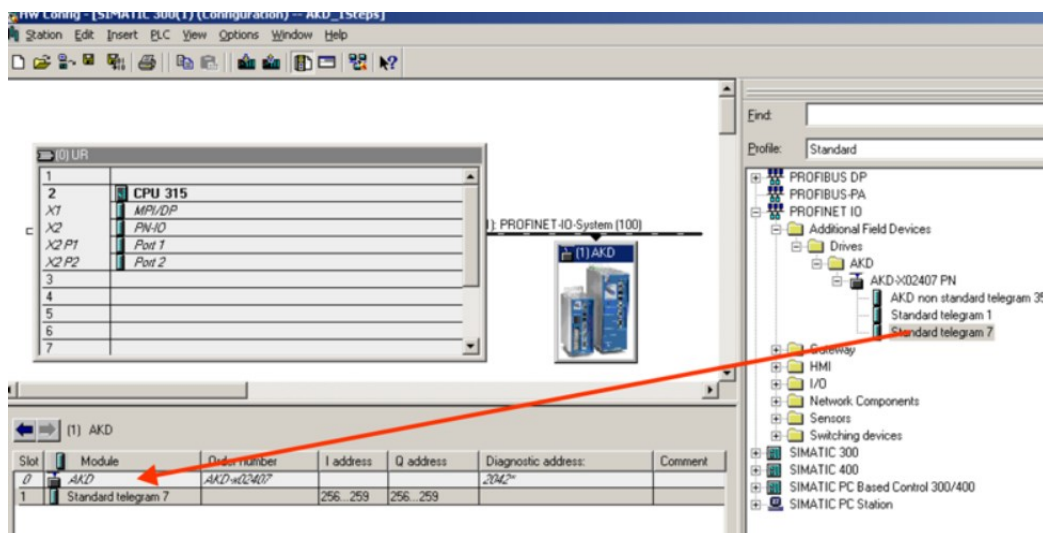 HW Config - [SIMATIC 300(1) (Configuration) -- AKD_1Steps]
Station Edit Insert PLC View Options Window Help
(0) UR
1
2 CPU 315
X1 MPI/DP
X2 PN-IO
X2 P1 Port 1
X2 P2 Port 2
3
4
5
6
7
1): PROFINET-IO-System (100)
(1) AKD
Find:
Profile: Standard
PROFIBUS DP
PROFIBUS-PA
PROFINET IO
Additional Field Devices
Drives
AKD
AKD-X02407 PN
AKD non standard telegram 35
Standard telegram 1
Standard telegram 7
Gateway
HMI
I/O
Network Components
Sensors
Switching devices
SIMATIC 300
SIMATIC 400
SIMATIC PC Based Control 300/400
SIMATIC PC Station
(1) AKD
Slot Module Order number I address Q address Diagnostic address: Comment
0 AKD AKD-x02407 2042*
1 Standard telegram 7 256...259 256...259